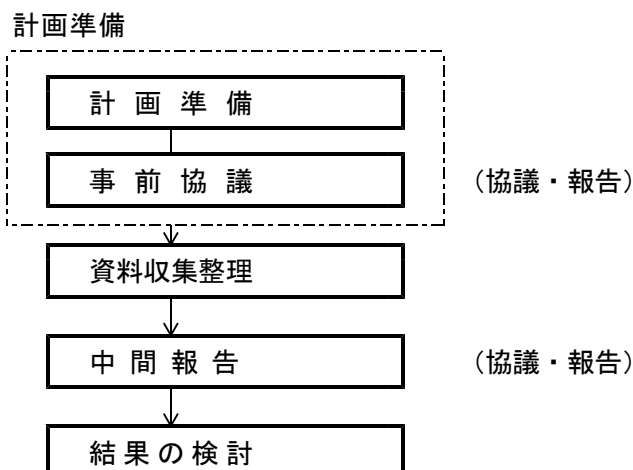 計画準備
計 画 準 備
事 前 協 議 （協議・報告）
資料収集整理
中 間 報 告 （協議・報告）
結 果 の 検 討